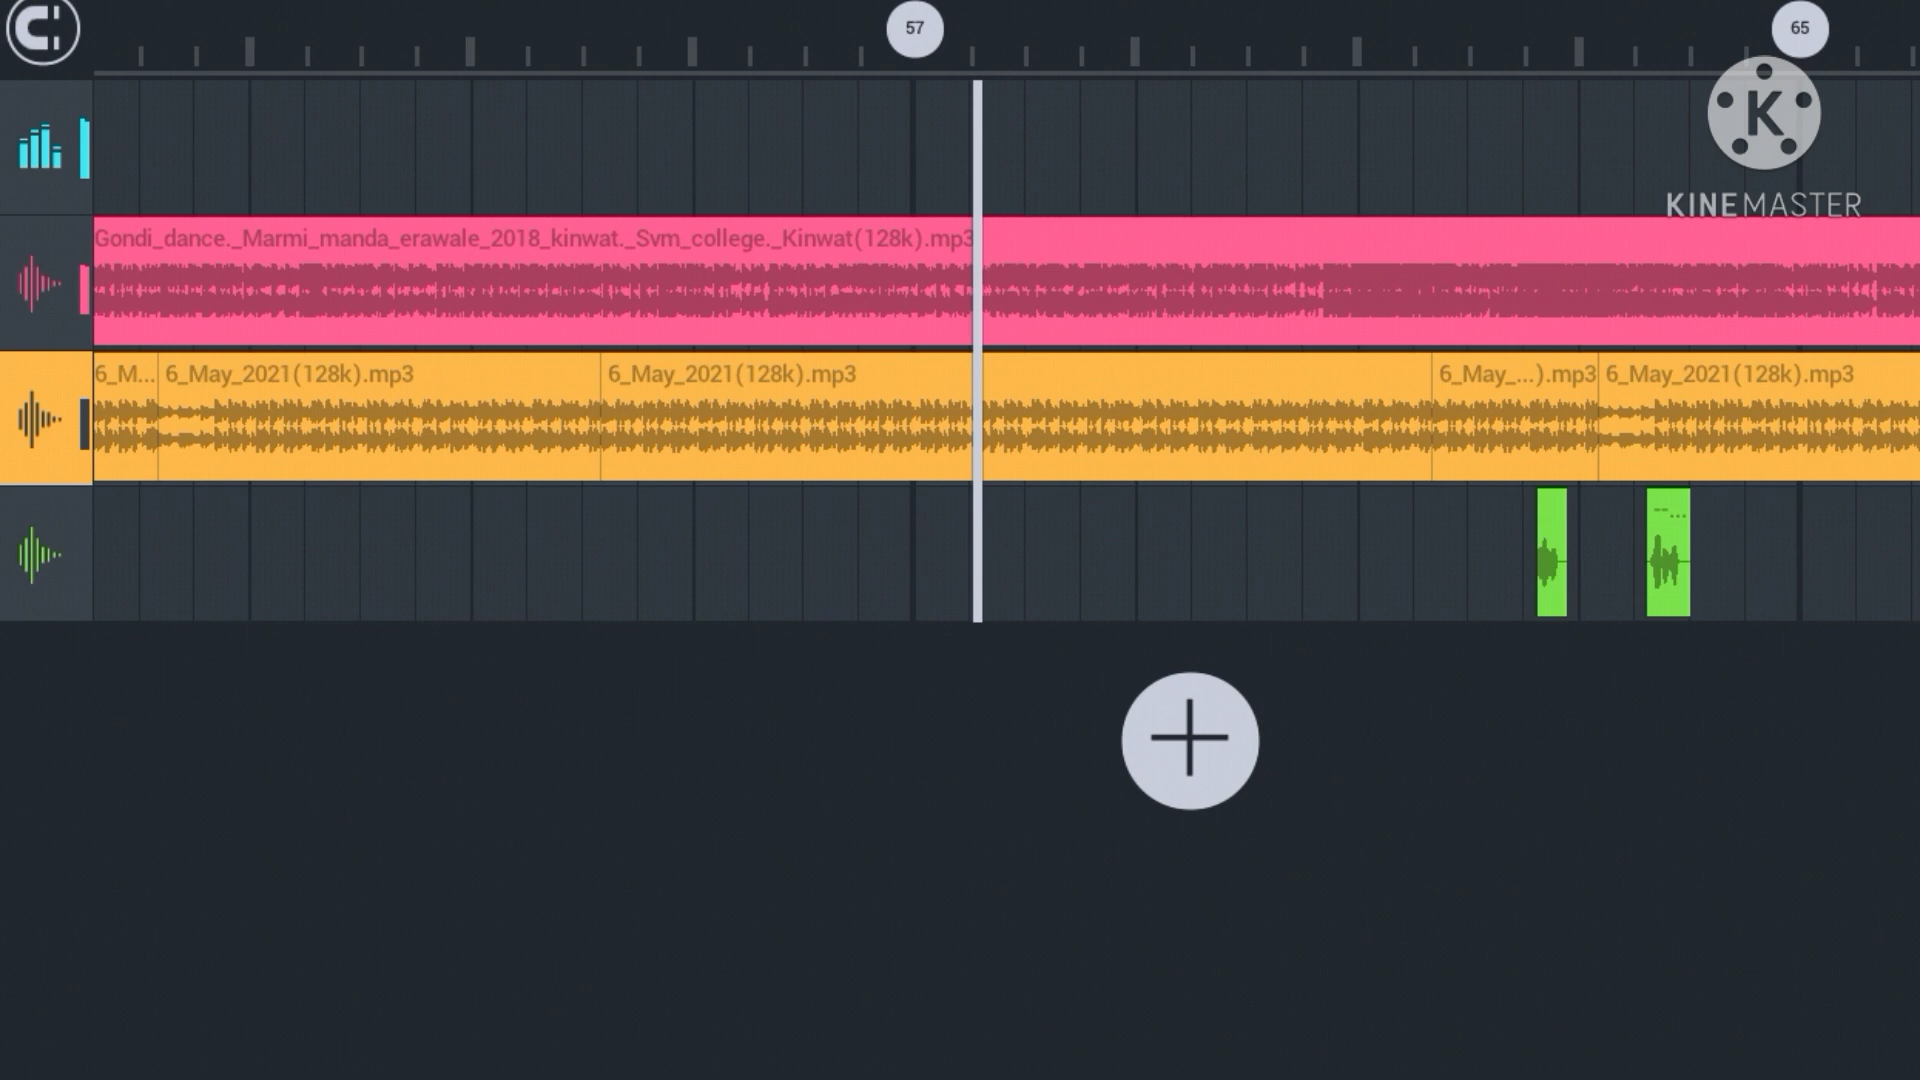 57
65
KINEMASTER
Gondi_dance._Marmi_manda_erawale_2018_kinwat._Svm_college._Kinwat(128k).mp3
6_M... 6_May_2021(128k).mp3 6_May_2021(128k).mp3 6_May_...).mp3 6_May_2021(128k).mp3
--...